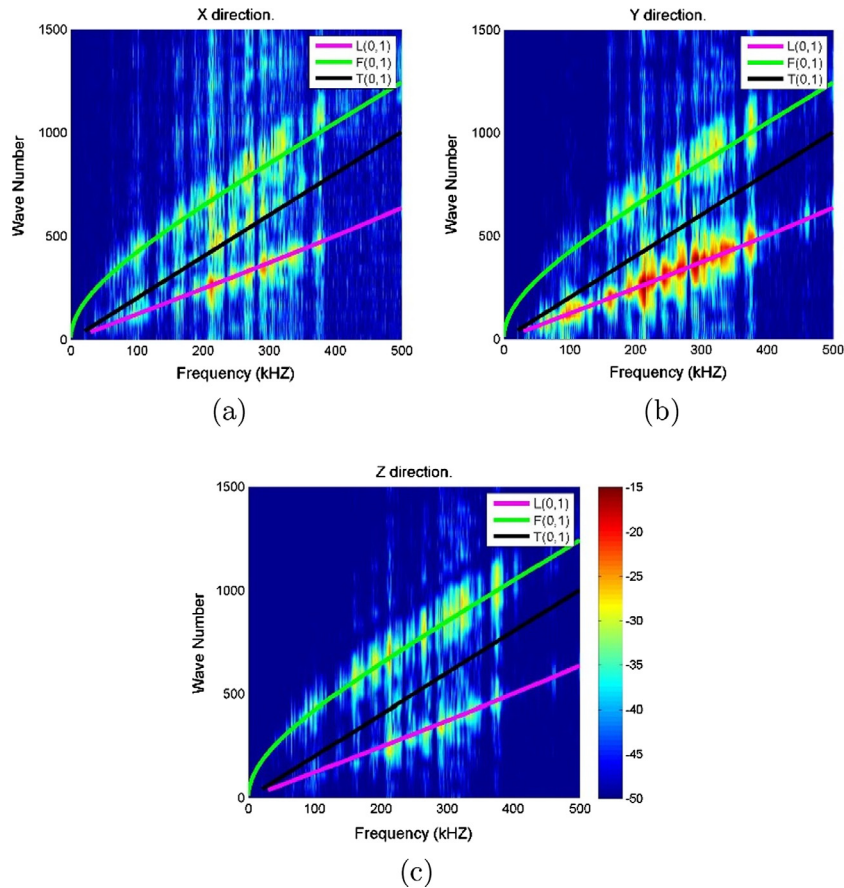 X direction.
1500
1000
500
0
Wave Number
L(0,1)
F(0,1)
T(0,1)
0 100 200 300 400 500
Frequency (kHZ)
(a)
Y direction.
1500
1000
500
0
Wave Number
L(0,1)
F(0,1)
T(0,1)
0 100 200 300 400 500
Frequency (kHZ)
(b)
Z direction.
1500
1000
500
0
Wave Number
L(0,1)
F(0,1)
T(0,1)
0 100 200 300 400 500
Frequency (kHZ)
-15
-20
-25
-30
-35
-40
-45
-50
(c)